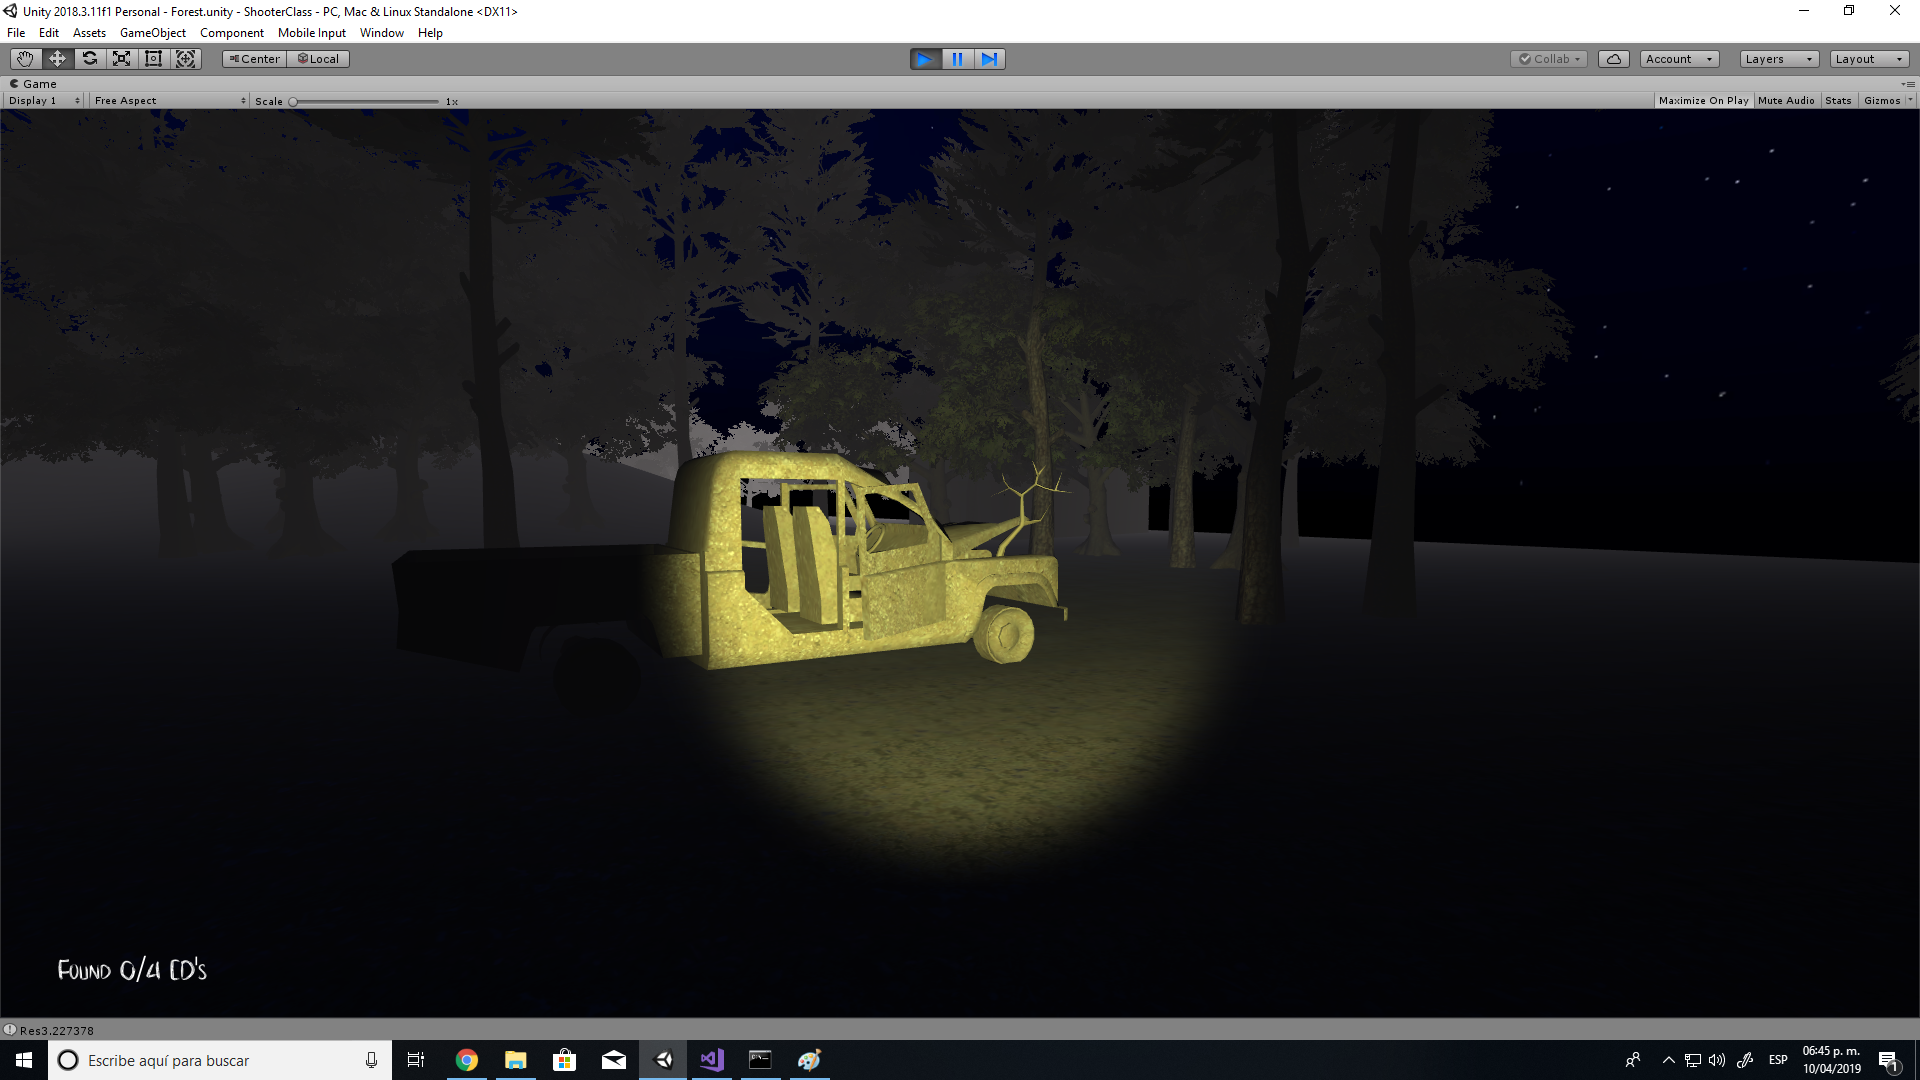 Unity 2018.3.11f1 Personal - Forest.unity - ShooterClass - PC, Mac & Linux Standalone <DX11>
File Edit Assets GameObject Component Mobile Input Window Help
Center Local Collab Account Layers Layout
Game
Display 1 Free Aspect Scale 1x Maximize On Play Mute Audio Stats Gizmos
Found 0/4 CD's
Res3.227378
Escribe aquí para buscar
ESP
06:45 p. m.
10/04/2019
1